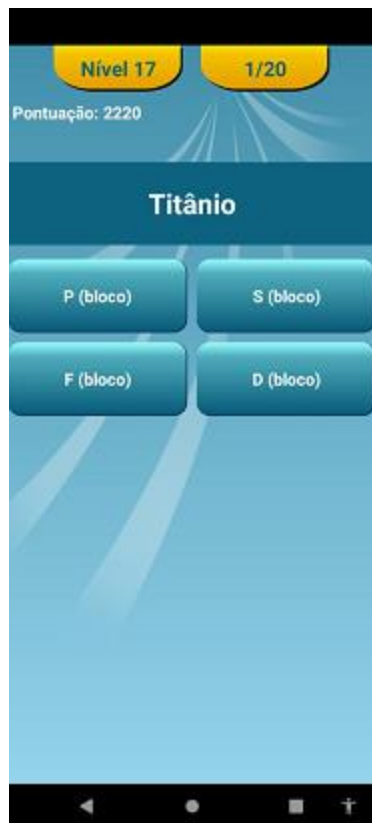 Nível 17
1/20
Pontuação: 2220
Titânio
P (bloco)
S (bloco)
F (bloco)
D (bloco)